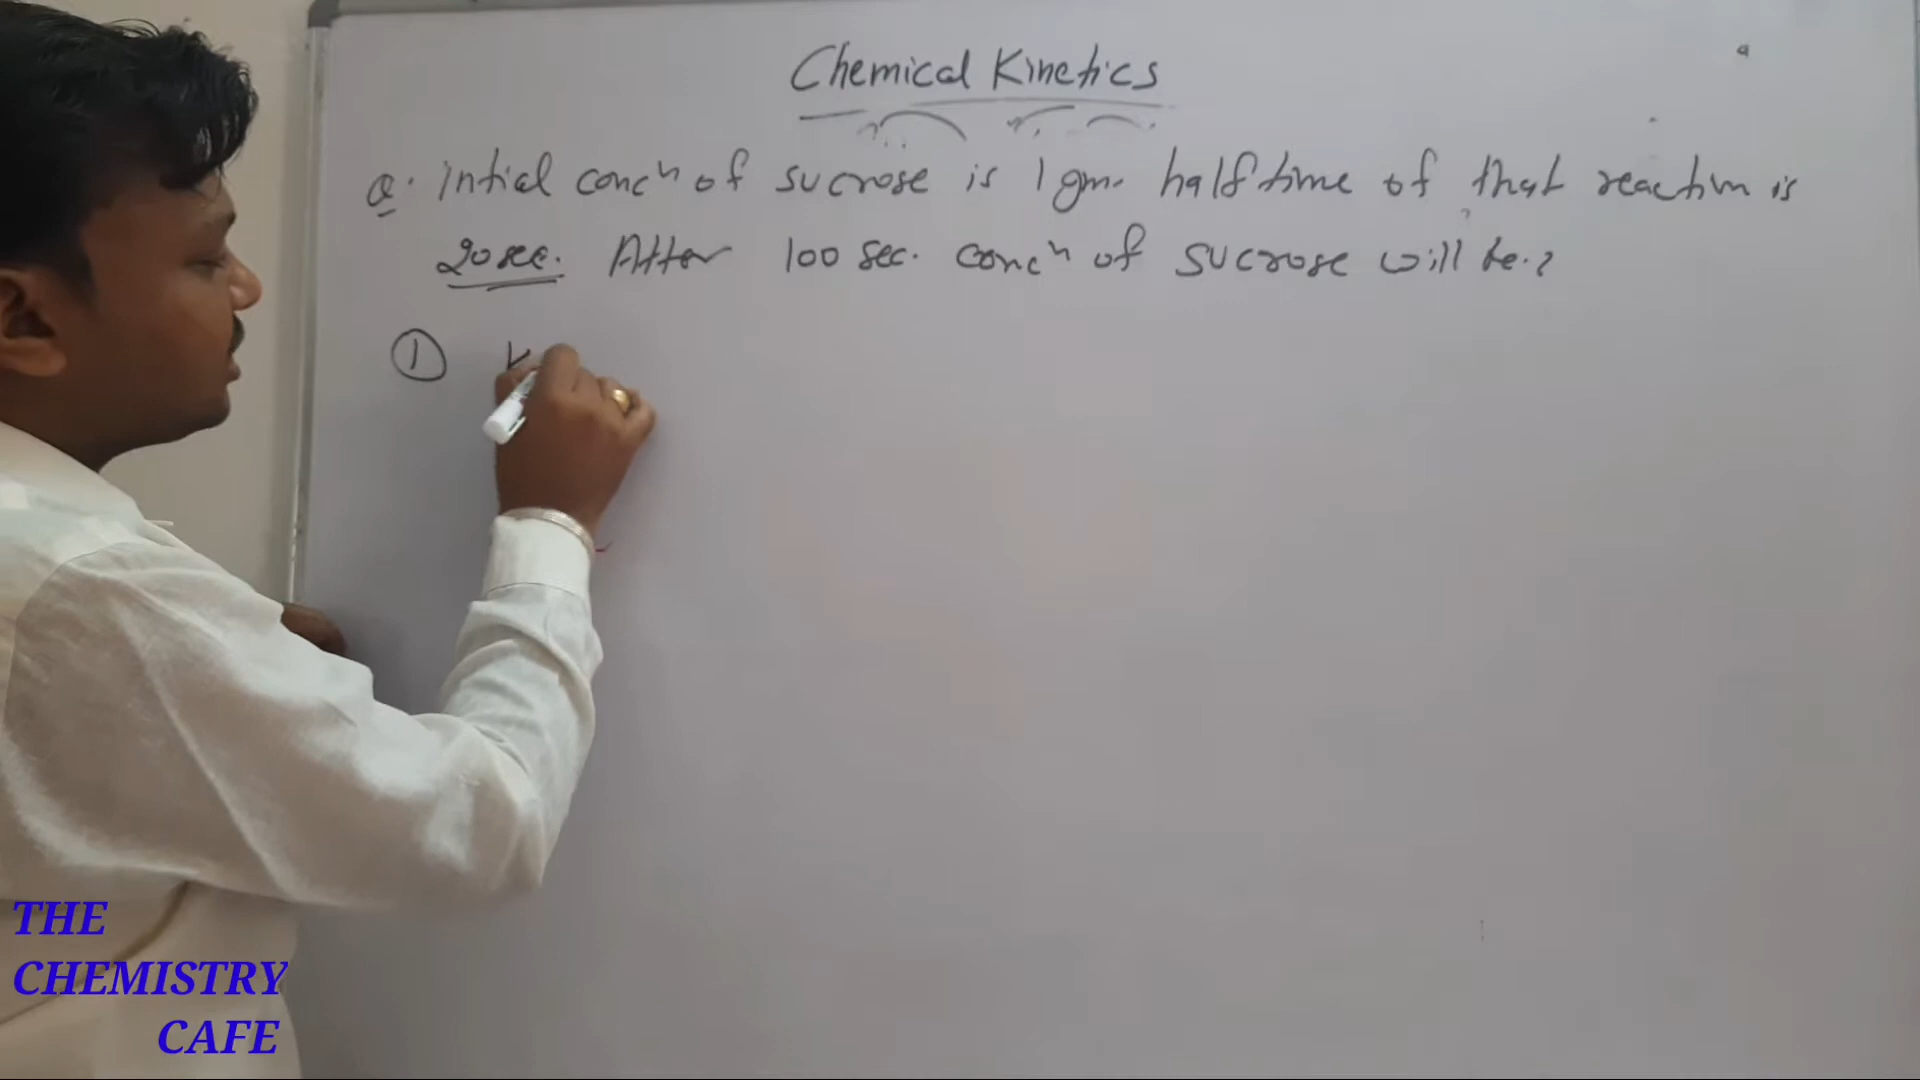 Chemical Kinetics
Q. Intial concn of sucrose is 1 gm. half time of that reaction is
20 sec. After 100 sec. concn of sucrose will be.?
① K
THE
CHEMISTRY
CAFE